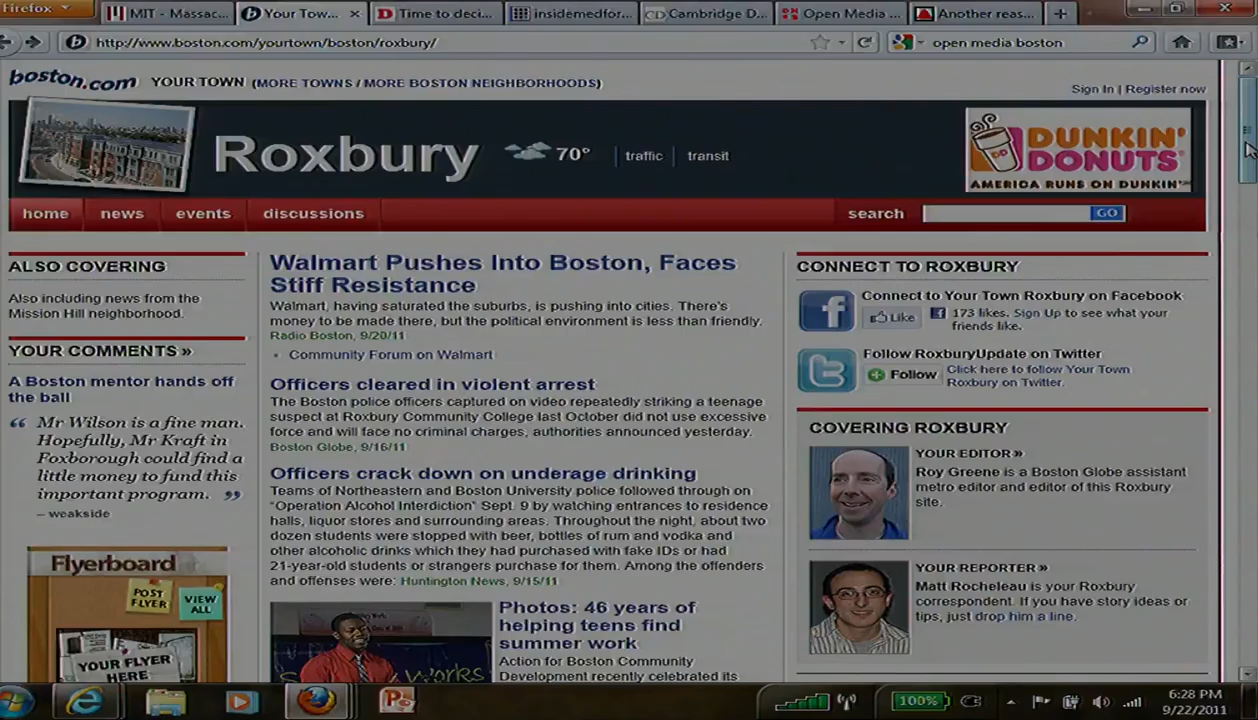 Firefox
MIT - Massac...
Your Tow...
Time to deci...
insidemedfor...
Cambridge D...
Open Media ...
Another reas...
http://www.boston.com/yourtown/boston/roxbury/
open media boston
boston.com YOUR TOWN (MORE TOWNS / MORE BOSTON NEIGHBORHOODS)
Sign In | Register now
Roxbury
70°
traffic
transit
DUNKIN'
DONUTS
AMERICA RUNS ON DUNKIN'
home
news
events
discussions
search
GO
ALSO COVERING
Also including news from the
Mission Hill neighborhood.
YOUR COMMENTS »
A Boston mentor hands off
the ball
“ Mr Wilson is a fine man.
Hopefully, Mr Kraft in
Foxborough could find a
little money to fund this
important program. ”
– weakside
Flyerboard
POST
FLYER
VIEW
ALL
YOUR FLYER
HERE
Walmart Pushes Into Boston, Faces
Stiff Resistance
Walmart, having saturated the suburbs, is pushing into cities. There's
money to be made there, but the political environment is less than friendly.
Radio Boston, 9/20/11
Community Forum on Walmart
Officers cleared in violent arrest
The Boston police officers captured on video repeatedly striking a teenage
suspect at Roxbury Community College last October did not use excessive
force and will face no criminal charges, authorities announced yesterday.
Boston Globe, 9/16/11
Officers crack down on underage drinking
Teams of Northeastern and Boston University police followed through on
“Operation Alcohol Interdiction” Sept. 9 by watching entrances to residence
halls, liquor stores and surrounding areas. Throughout the night, about two
dozen students were stopped with beer, bottles of rum and vodka and
other alcoholic drinks which they had purchased with fake IDs or had
21-year-old students or strangers purchase for them. Among the offenders
and offenses were: Huntington News, 9/15/11
Photos: 46 years of
helping teens find
summer work
Action for Boston Community
Development recently celebrated its
Works
CONNECT TO ROXBURY
Connect to Your Town Roxbury on Facebook
Like
173 likes. Sign Up to see what your
friends like.
Follow RoxburyUpdate on Twitter
Follow
Click here to follow Your Town
Roxbury on Twitter.
COVERING ROXBURY
YOUR EDITOR »
Roy Greene is a Boston Globe assistant
metro editor and editor of this Roxbury
site.
YOUR REPORTER »
Matt Rocheleau is your Roxbury
correspondent. If you have story ideas or
tips, just drop him a line.
100%
6:28 PM
9/22/2011